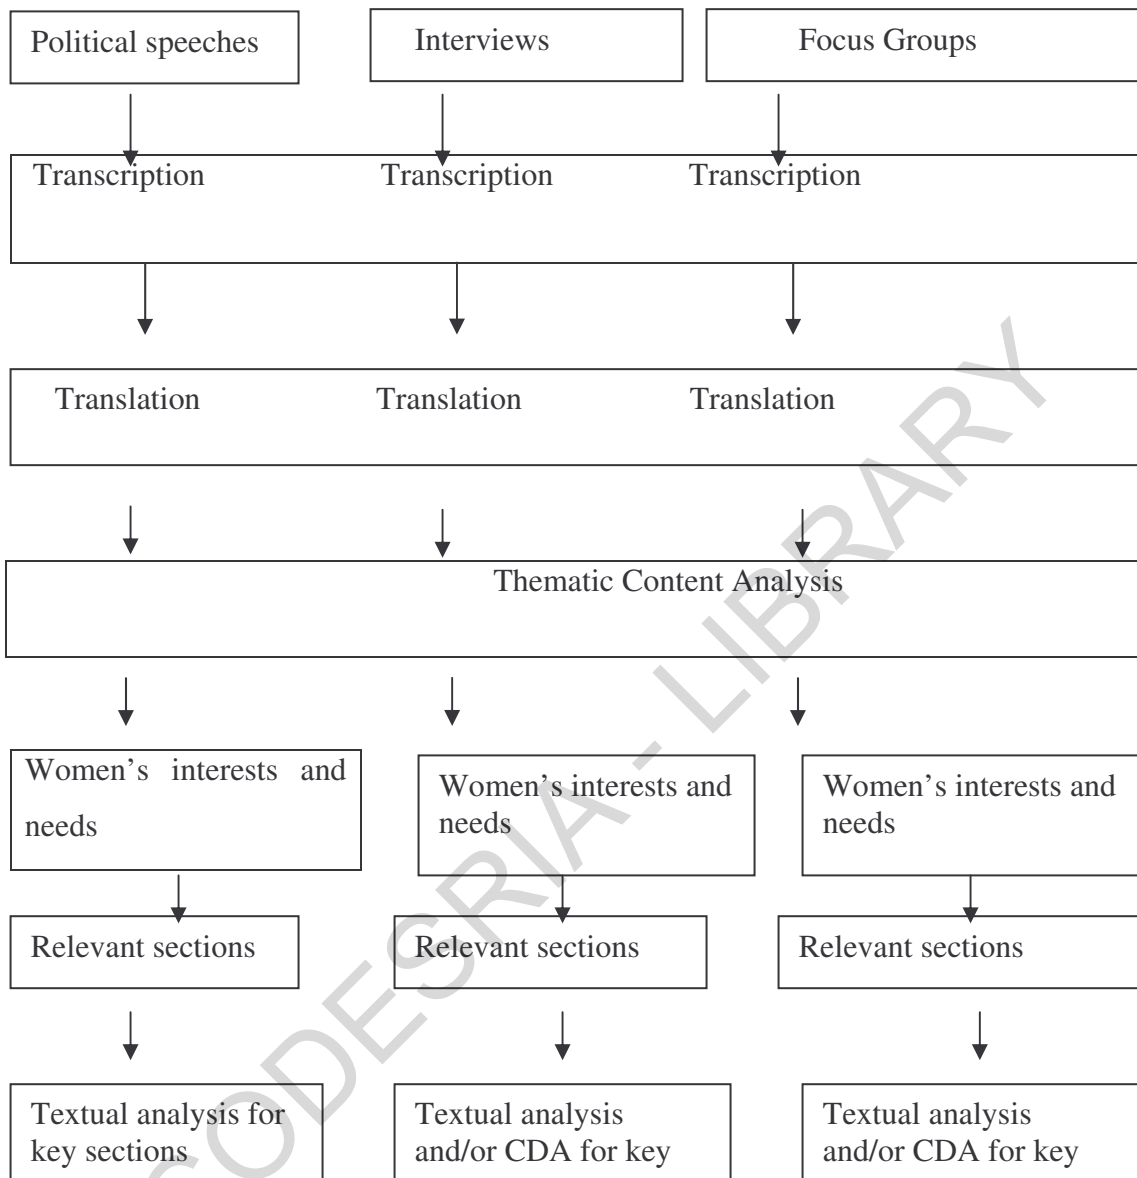 Political speeches
Interviews
Focus Groups
Transcription Transcription Transcription
Translation Translation Translation
Thematic Content Analysis
Women’s interests and
needs
Women’s interests and
needs
Women’s interests and
needs
Relevant sections
Relevant sections
Relevant sections
Textual analysis for
key sections
Textual analysis
and/or CDA for key
Textual analysis
and/or CDA for key
CODESRIA - LIBRARY